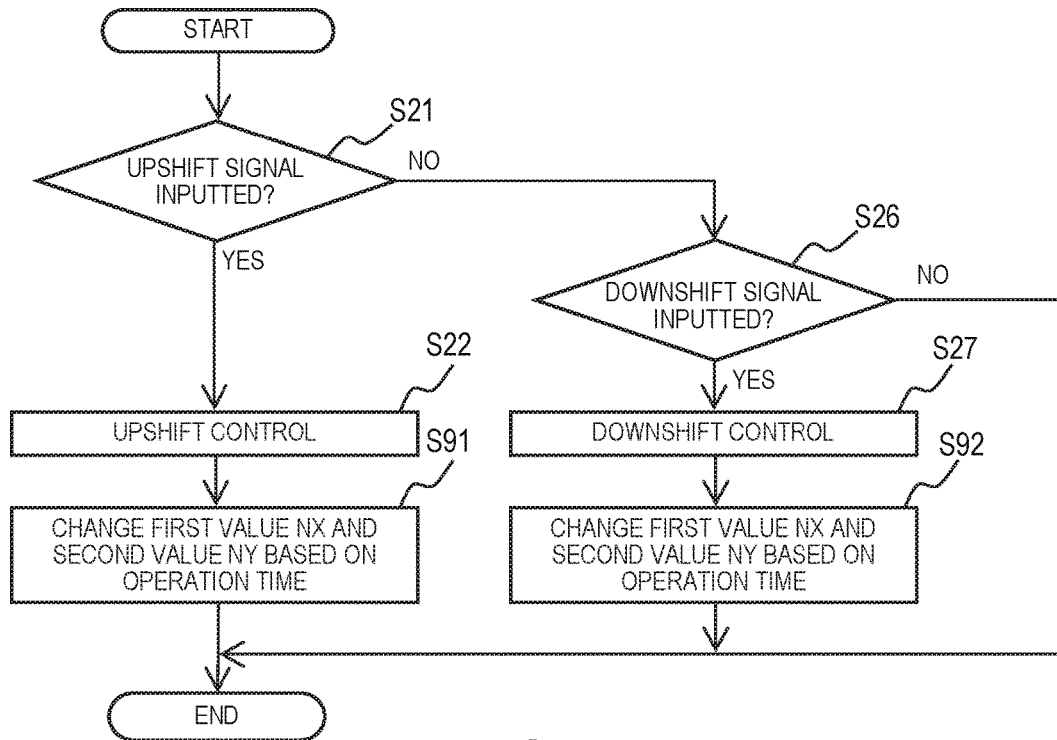 START
S21
UPSHIFT SIGNAL
INPUTTED?
NO
YES
S26
DOWNSHIFT SIGNAL
INPUTTED?
NO
YES
S22
UPSHIFT CONTROL
S27
DOWNSHIFT CONTROL
S91
CHANGE FIRST VALUE NX AND
SECOND VALUE NY BASED ON
OPERATION TIME
S92
CHANGE FIRST VALUE NX AND
SECOND VALUE NY BASED ON
OPERATION TIME
END